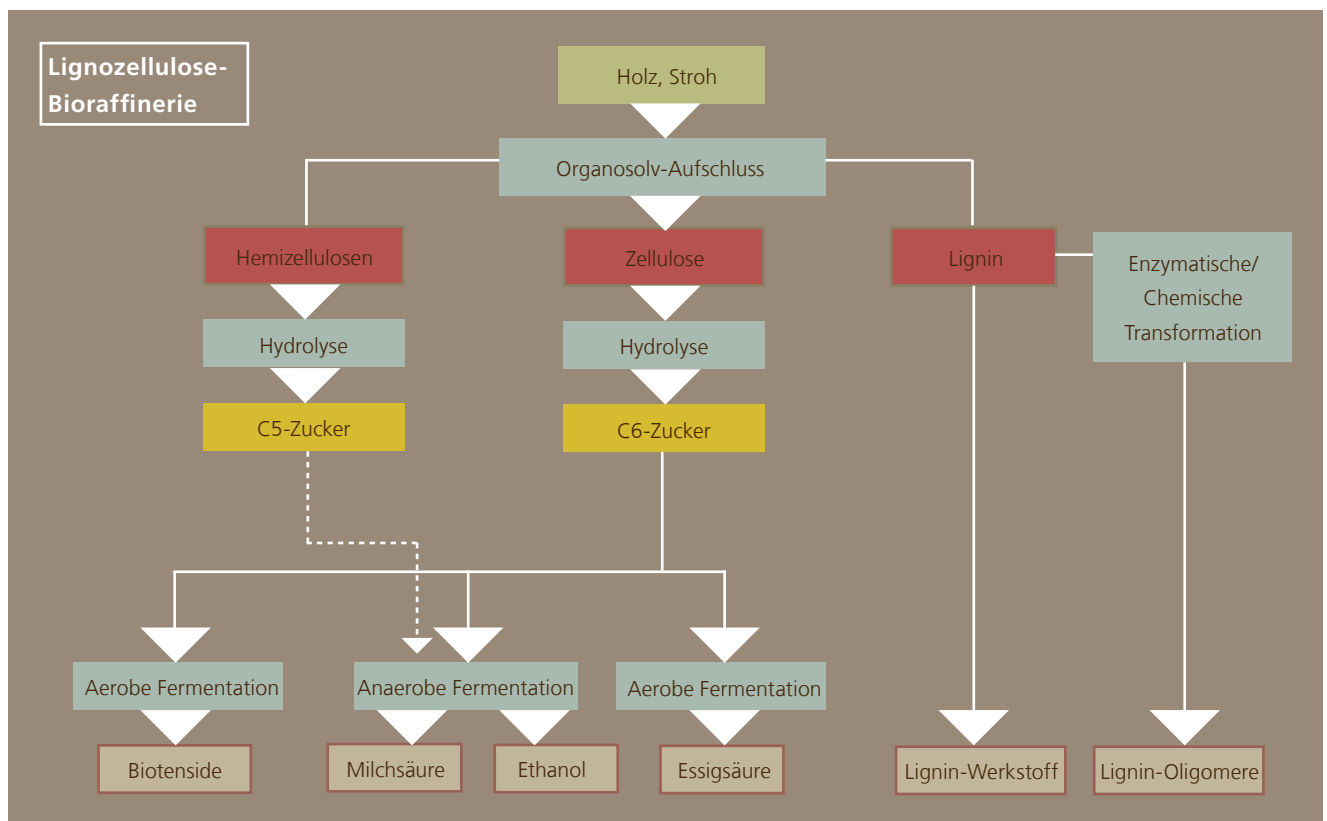 Lignozellulose-
Bioraffinerie
Holz, Stroh
Organosolv-Aufschluss
Hemizellulosen
Zellulose
Lignin
Enzymatische/
Chemische
Transformation
Hydrolyse
Hydrolyse
C5-Zucker
C6-Zucker
Aerobe Fermentation
Anaerobe Fermentation
Aerobe Fermentation
Biotenside
Milchsäure
Ethanol
Essigsäure
Lignin-Werkstoff
Lignin-Oligomere